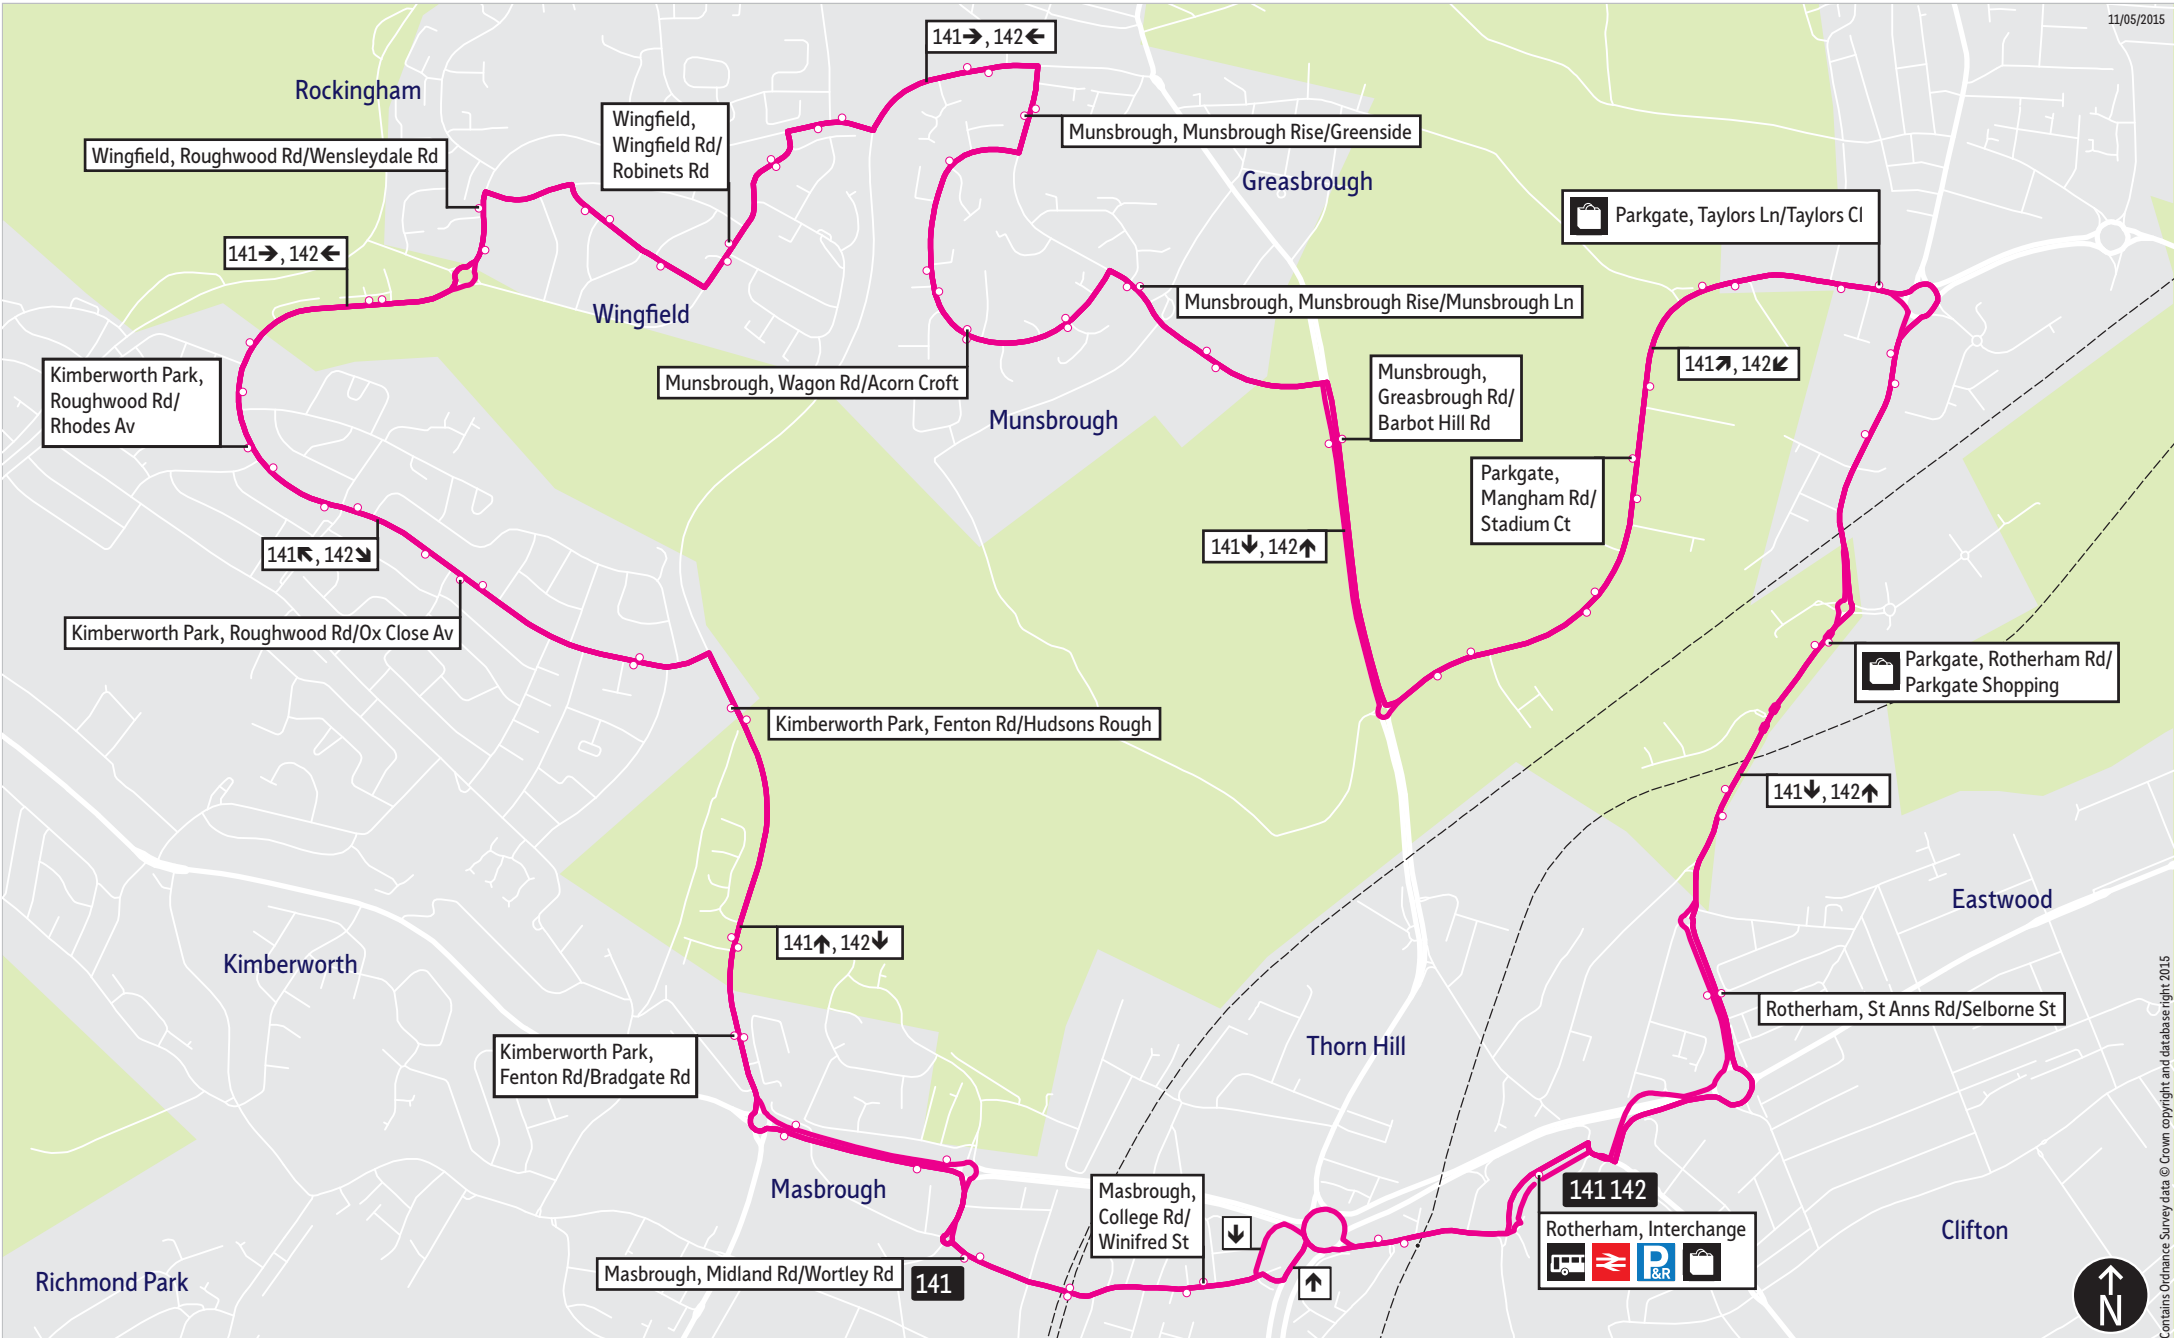 11/05/2015
141→, 142←
Rockingham
Wingfield,
Wingfield Rd/
Robinets Rd
Munsbrough, Munsbrough Rise/Greenside
Wingfield, Roughwood Rd/Wensleydale Rd
Greasbrough
Parkgate, Taylors Ln/Taylors Cl
141→, 142←
Wingfield
Munsbrough, Munsbrough Rise/Munsbrough Ln
141↗, 142↙
Kimberworth Park,
Roughwood Rd/
Rhodes Av
Munsbrough, Wagon Rd/Acorn Croft
Munsbrough,
Greasbrough Rd/
Barbot Hill Rd
Munsbrough
Parkgate,
Mangham Rd/
Stadium Ct
141↖, 142↘
141↓, 142↑
Kimberworth Park, Roughwood Rd/Ox Close Av
Parkgate, Rotherham Rd/
Parkgate Shopping
Kimberworth Park, Fenton Rd/Hudsons Rough
141↓, 142↑
Eastwood
141↑, 142↓
Kimberworth
Rotherham, St Anns Rd/Selborne St
Kimberworth Park,
Fenton Rd/Bradgate Rd
Thorn Hill
Masbrough
Masbrough,
College Rd/
Winifred St
↓
141 142
Rotherham, Interchange
P&R
Clifton
Masbrough, Midland Rd/Wortley Rd
141
↑
Richmond Park
N
Contains Ordnance Survey data © Crown copyright and database right 2015